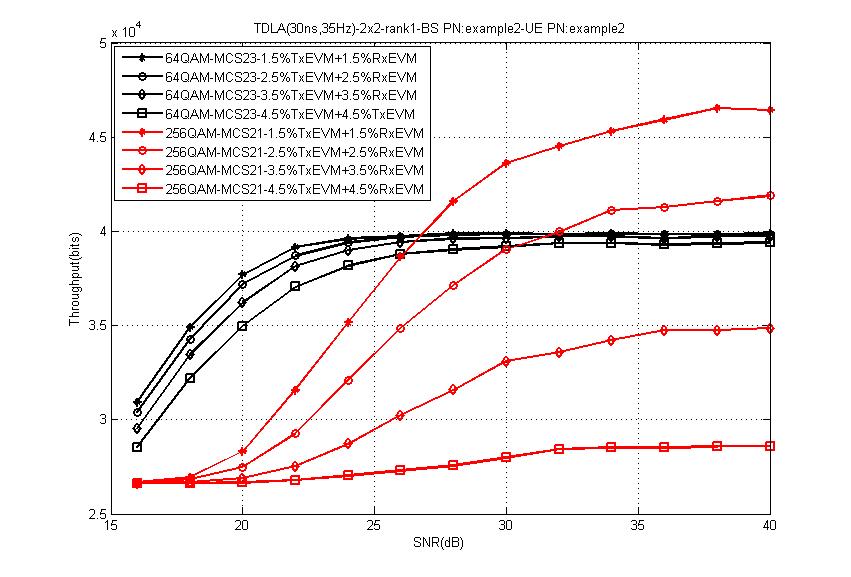 TDLA(30ns,35Hz)-2x2-rank1-BS PN:example2-UE PN:example2
x 10^4
5
4.5
4
3.5
3
2.5
Throughput(bits)
64QAM-MCS23-1.5%TxEVM+1.5%RxEVM
64QAM-MCS23-2.5%TxEVM+2.5%RxEVM
64QAM-MCS23-3.5%TxEVM+3.5%RxEVM
64QAM-MCS23-4.5%TxEVM+4.5%TxEVM
256QAM-MCS21-1.5%TxEVM+1.5%RxEVM
256QAM-MCS21-2.5%TxEVM+2.5%RxEVM
256QAM-MCS21-3.5%TxEVM+3.5%RxEVM
256QAM-MCS21-4.5%TxEVM+4.5%RxEVM
15 20 25 30 35 40
SNR(dB)